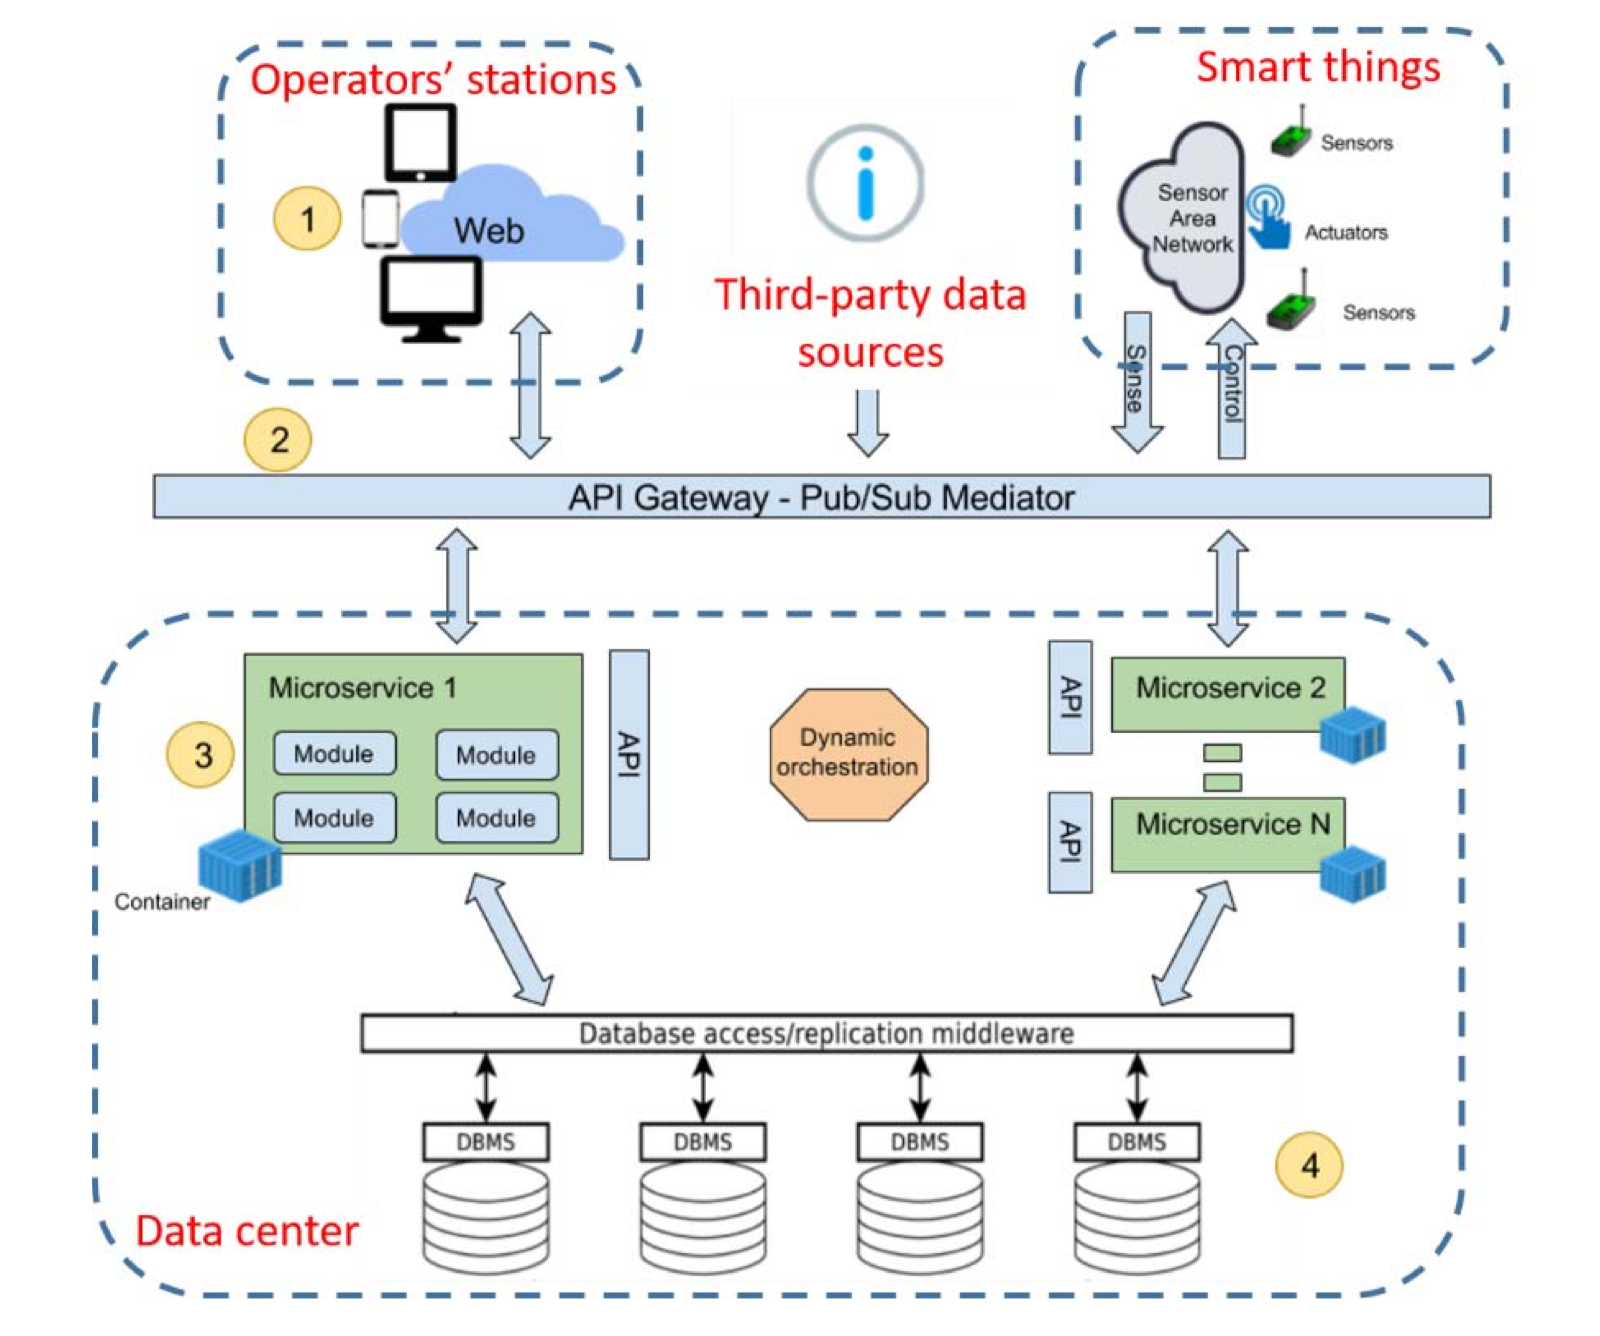 Operators' stations
1
Web
Third-party data
sources
Smart things
Sensor
Area
Network
Sensors
Actuators
Sensors
Sense
Control
2
API Gateway - Pub/Sub Mediator
3
Microservice 1
Module
Module
Module
Module
Container
API
Dynamic
orchestration
API
Microservice 2
API
Microservice N
Database access/replication middleware
DBMS
DBMS
DBMS
DBMS
4
Data center